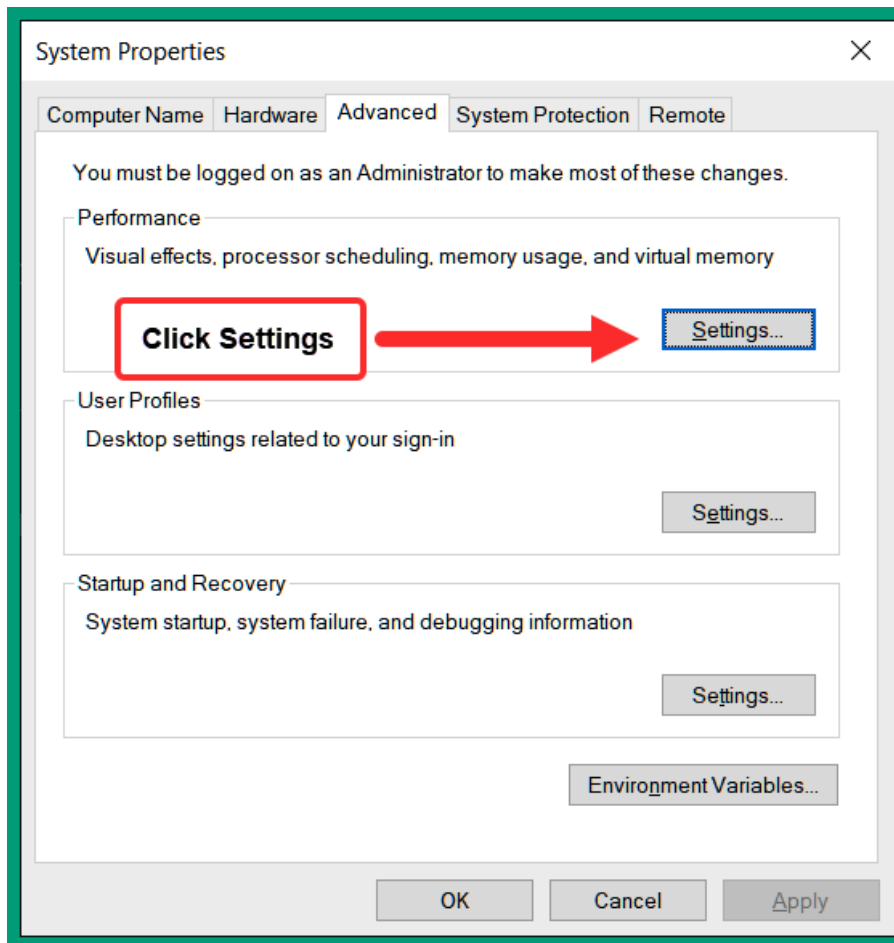 System Properties
Computer Name Hardware Advanced System Protection Remote
You must be logged on as an Administrator to make most of these changes.
Performance
Visual effects, processor scheduling, memory usage, and virtual memory
Click Settings
Settings...
User Profiles
Desktop settings related to your sign-in
Settings...
Startup and Recovery
System startup, system failure, and debugging information
Settings...
Environment Variables...
OK Cancel Apply